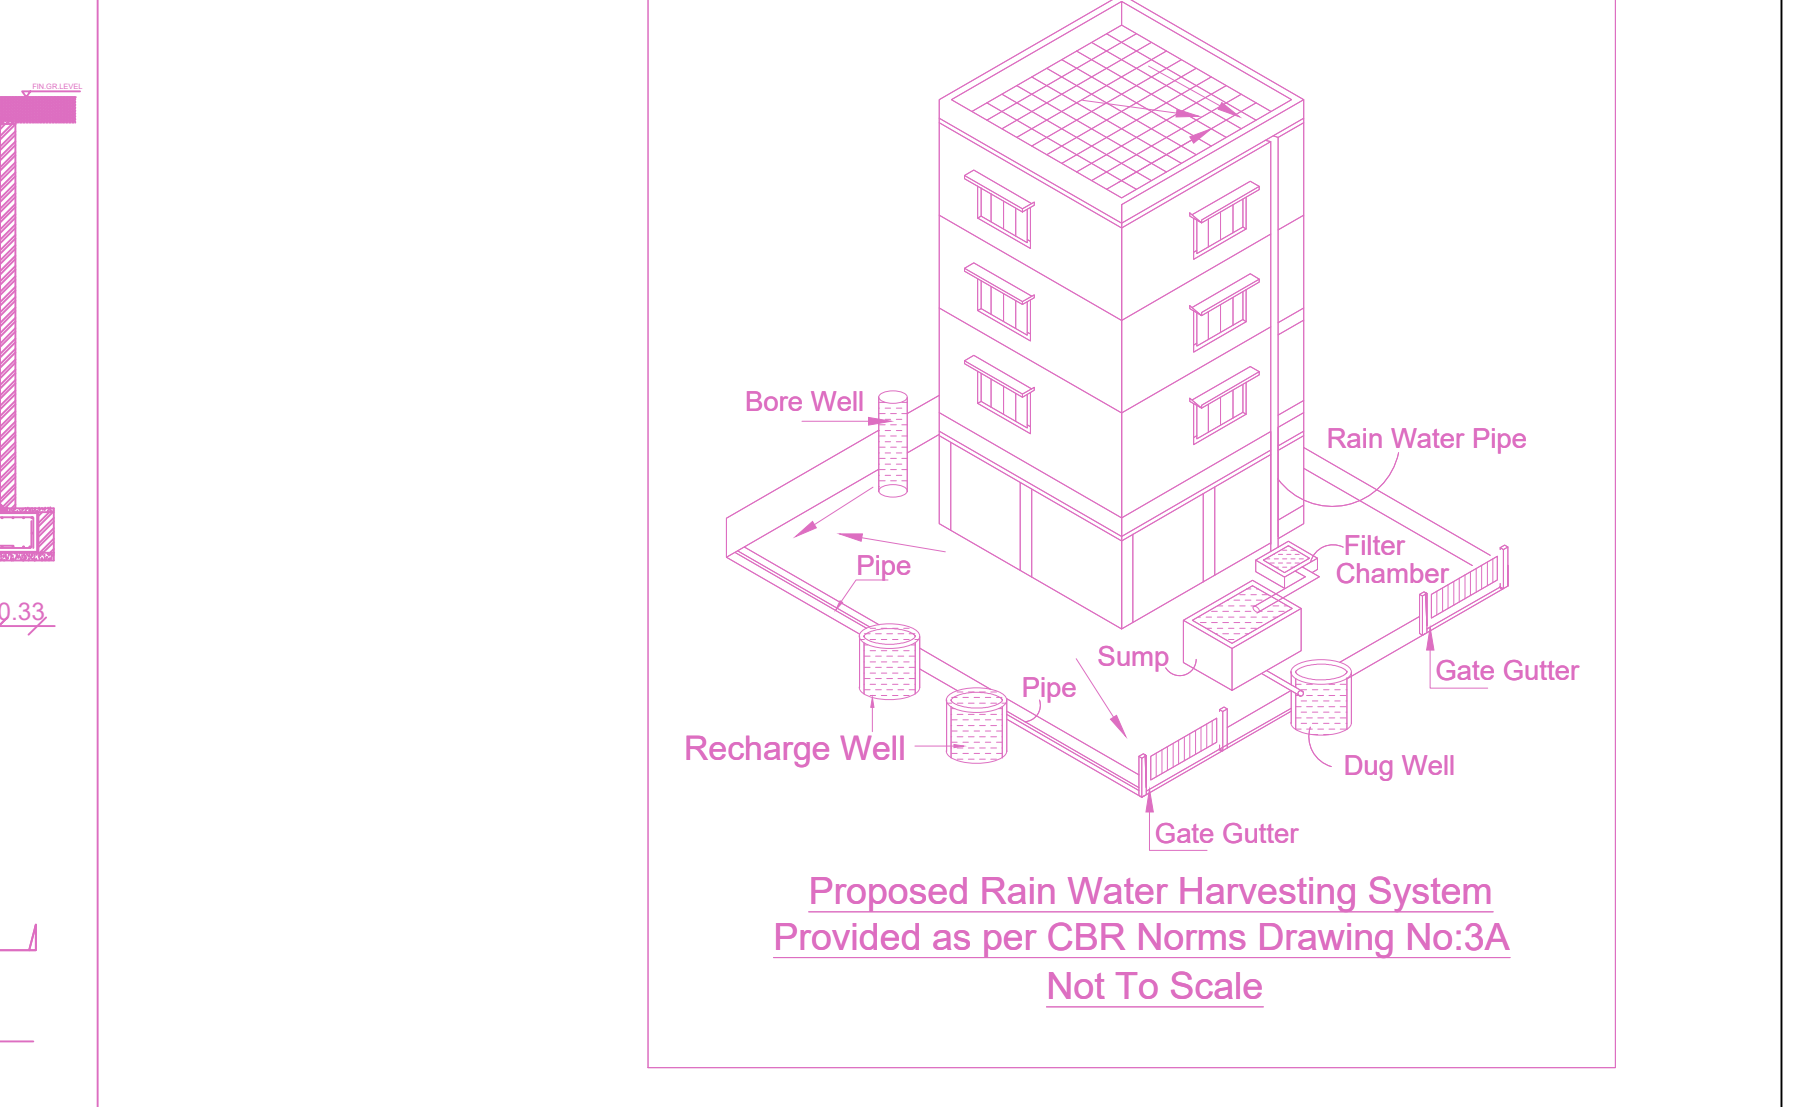 FIN.GR.LEVEL
Bore Well
Rain Water Pipe
Filter
Chamber
Pipe
0.33
Sump
Gate Gutter
Pipe
Recharge Well
Dug Well
Gate Gutter
Proposed Rain Water Harvesting System
Provided as per CBR Norms Drawing No:3A
Not To Scale